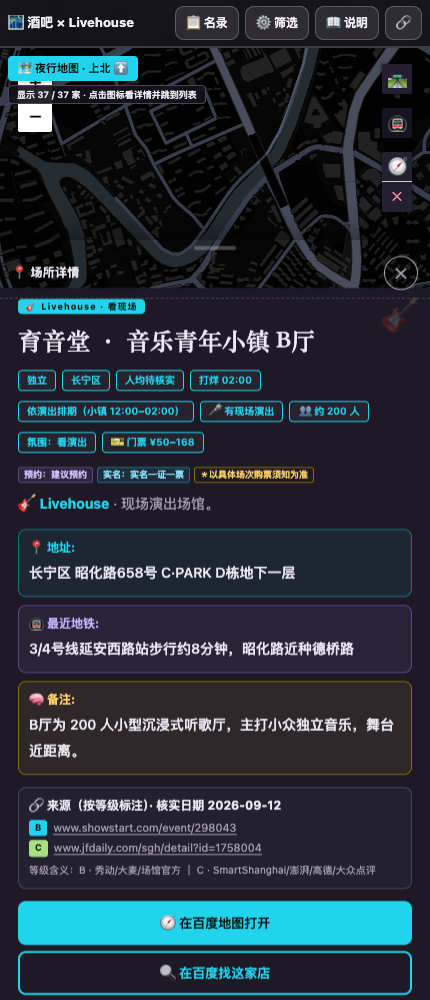 酒吧 × Livehouse
名录
筛选
说明
夜行地图 · 上北
显示 37 / 37 家 · 点击图标看详情并跳到列表
−
场所详情
Livehouse · 看现场
育音堂 · 音乐青年小镇 B厅
独立
长宁区
人均待核实
打烊 02:00
依演出排期（小镇 12:00–02:00）
有现场演出
约 200 人
氛围：看演出
门票 ¥50–168
预约：建议预约
实名：实名一证一票
*以具体场次购票须知为准
Livehouse · 现场演出场馆。
地址:
长宁区 昭化路658号 C·PARK D栋地下一层
最近地铁:
3/4号线延安西路站步行约8分钟，昭化路近种德桥路
备注:
B厅为 200 人小型沉浸式听歌厅，主打小众独立音乐，舞台
近距离。
来源（按等级标注）· 核实日期 2026-09-12
B www.showstart.com/event/298043
C www.jfdaily.com/sgh/detail?id=1758004
等级含义：B · 秀动/大麦/场馆官方 ｜ C · SmartShanghai/澎湃/高德/大众点评
在百度地图打开
在百度找这家店